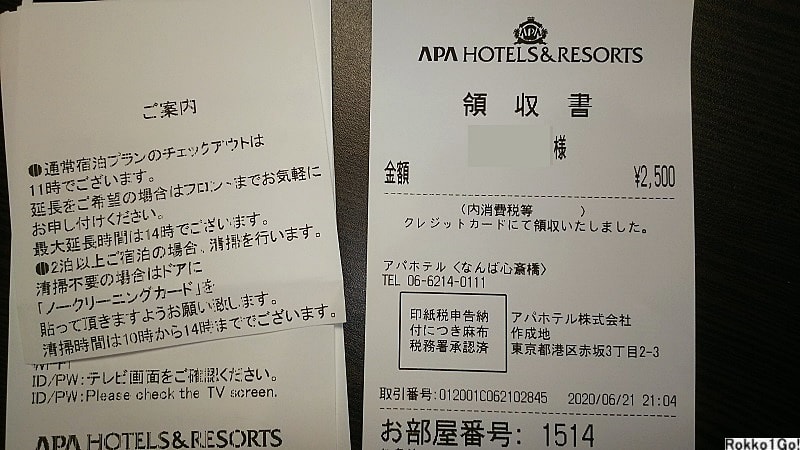 ご案内
●通常宿泊プランのチェックアウトは
11時でございます。
延長をご希望の場合はフロントまでお気軽に
お申し付けください。
最大延長時間は14時でございます。
●2泊以上ご宿泊の場合、清掃を行います。
清掃不要の場合はドアに
「ノークリーニングカード」を
貼って頂きますようお願い致します。
清掃時間は10時から14時まででございます。
ID/PW:テレビ画面をご確認ください。
ID/PW:Please check the TV screen.
APA HOTELS&RESORTS
APA
APA HOTELS&RESORTS
領収書
様
金額 ¥2,500
(内消費税等 )
クレジットカードにて領収いたしました。
アパホテル〈なんば心斎橋〉
TEL 06-6214-0111
印紙税申告納
付につき麻布
税務署承認済
アパホテル株式会社
作成地
東京都港区赤坂3丁目2-3
取引番号:012001C062102845 2020/06/21 21:04
お部屋番号: 1514
Rokko1Go!